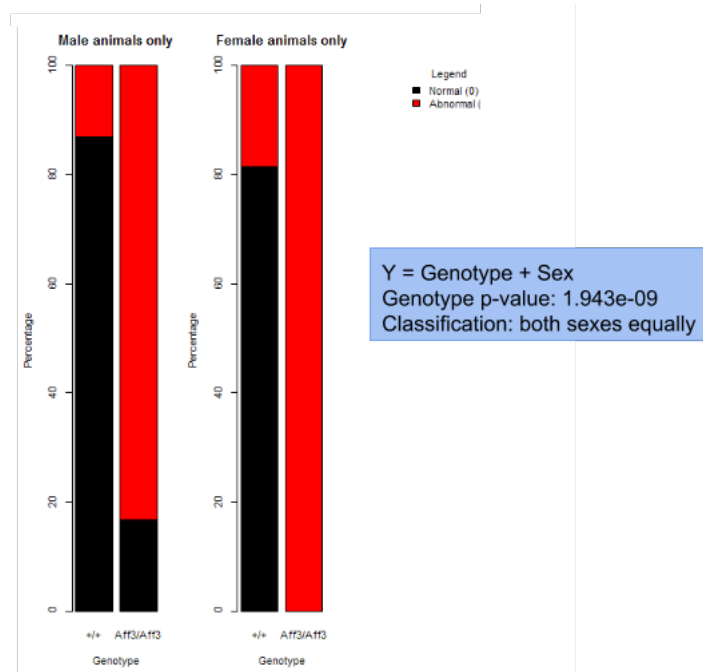 Male animals only
Female animals only
Legend
Normal (0)
Abnormal (
100
80
60
40
20
0
Percentage
+/+ Aff3/Aff3
Genotype
100
80
60
40
20
0
Percentage
+/+ Aff3/Aff3
Genotype
Y = Genotype + Sex
Genotype p-value: 1.943e-09
Classification: both sexes equally